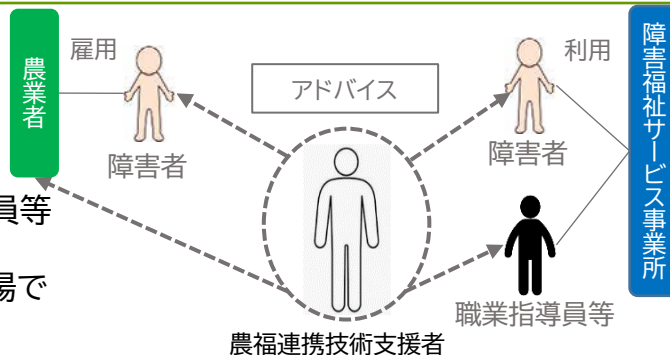 農業者
雇用
障害者
アドバイス
利用
障害者
障害福祉サービス事業所
員等
場で
職業指導員等
農福連携技術支援者